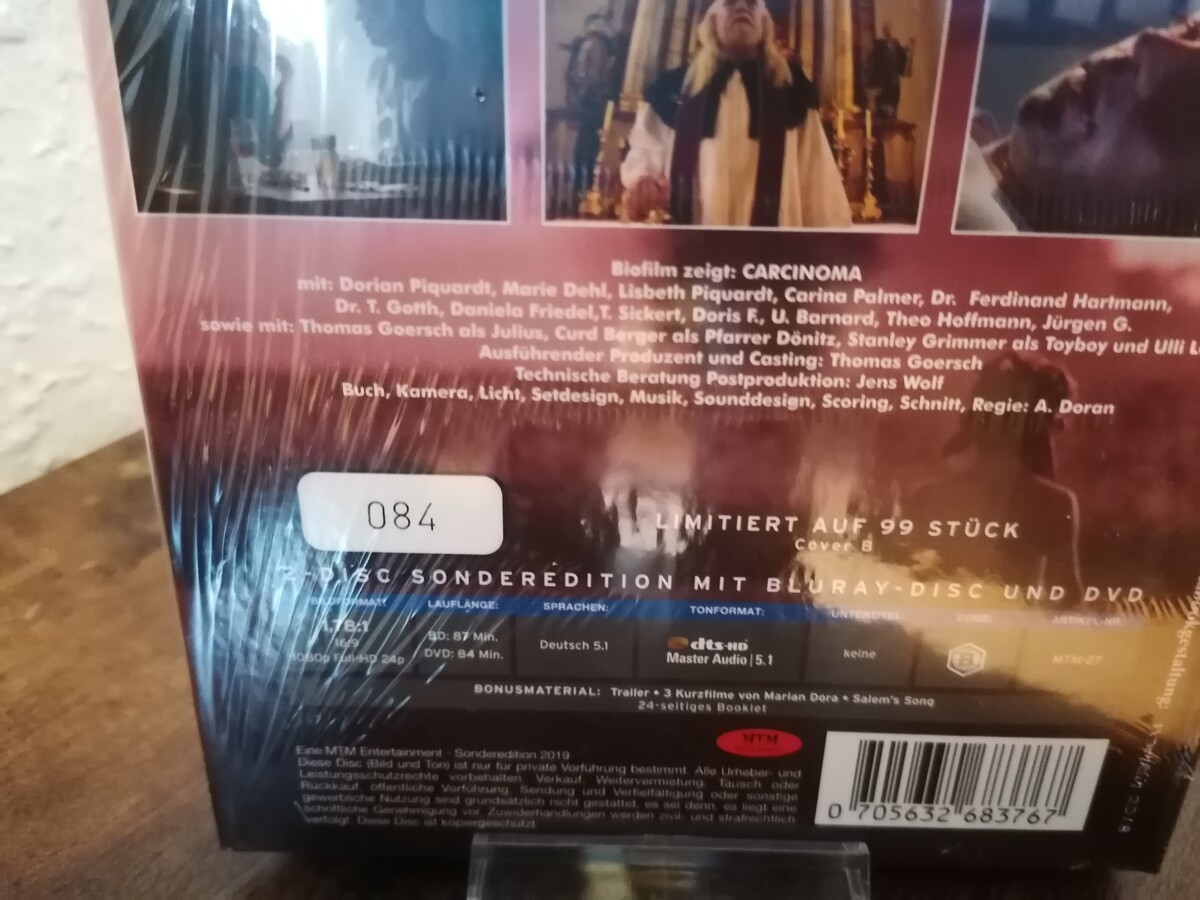 Biofilm zeigt: CARCINOMA
mit: Dorian Piquardt, Marie Dehl, Lisbeth Piquardt, Carina Palmer, Dr. Ferdinand Hartmann,
Dr. T. Gotth, Daniela Friedel,T. Sickert, Doris F., U. Barnard, Theo Hoffmann, Jürgen G.
sowie mit: Thomas Goersch als Julius, Curd Berger als Pfarrer Dönitz, Stanley Grimmer als Toyboy und Ulli
Ausführender Produzent und Casting: Thomas Goersch
Technische Beratung Postproduktion: Jens Wolf
Buch, Kamera, Licht, Setdesign, Musik, Sounddesign, Scoring, Schnitt, Regie: A. Doran
084
LIMITIERT AUF 99 STÜCK
Cover B
2-DISC SONDEREDITION MIT BLURAY-DISC UND DVD
BILDFORMAT: LAUFLÄNGE: SPRACHEN: TONFORMAT: UNTERTITEL: CODE: ARTIKEL-NR.:
1,78:1
16:9
1080p Full-HD 24p
BD: 87 Min.
DVD: 84 Min.
Deutsch 5.1
dts-HD
Master Audio | 5.1
keine
B
MTM-27
BONUSMATERIAL: Trailer • 3 Kurzfilme von Marian Dora • Salem's Song
24-seitiges Booklet
MTM
Eine MTM Entertainment - Sonderedition 2019
Diese Disc (Bild und Ton) ist nur für private Vorführung bestimmt. Alle Urheber- und
Leistungsschutzrechte vorbehalten. Verkauf, Weitervermietung, Tausch oder
Rückkauf, öffentliche Vorführung, Sendung und Verfielfältigung oder sonstige
gewerbliche Nutzung sind grundsätzlich nicht gestattet, es sei denn, es liegt eine
schriftliche Genehmigung vor. Zuwiderhandlungen werden zivil- und strafrechtlich
verfolgt. Diese Disc ist kopiergeschützt.
0 705632 683767